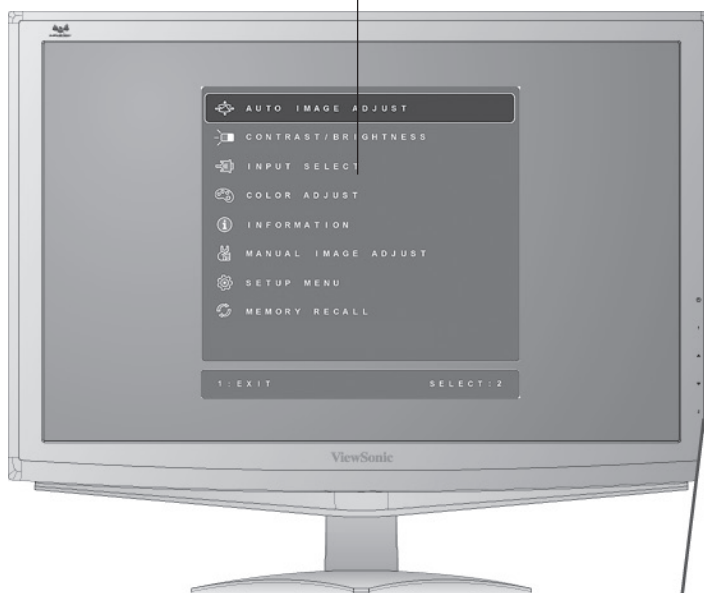 AUTO IMAGE ADJUST
CONTRAST/BRIGHTNESS
INPUT SELECT
COLOR ADJUST
INFORMATION
MANUAL IMAGE ADJUST
SETUP MENU
MEMORY RECALL
1:EXIT SELECT:2
ViewSonic